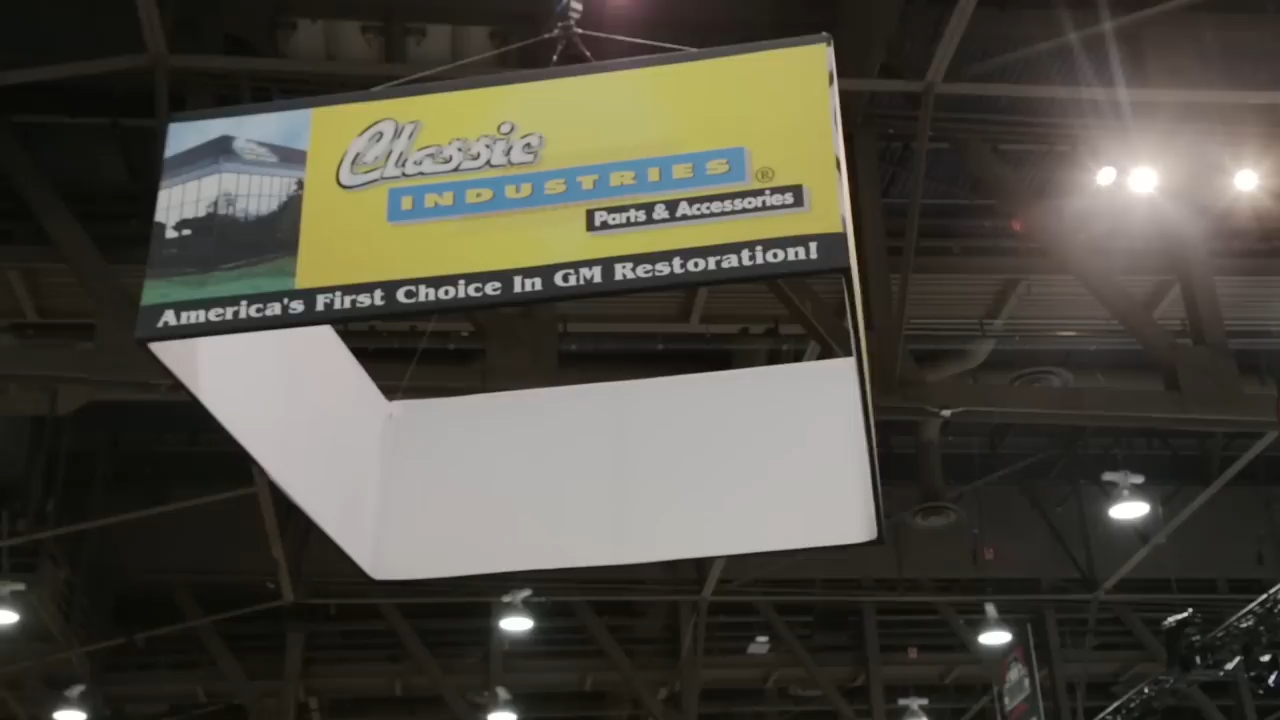 Classic
INDUSTRIES ®
Parts & Accessories
America's First Choice In GM Restoration!